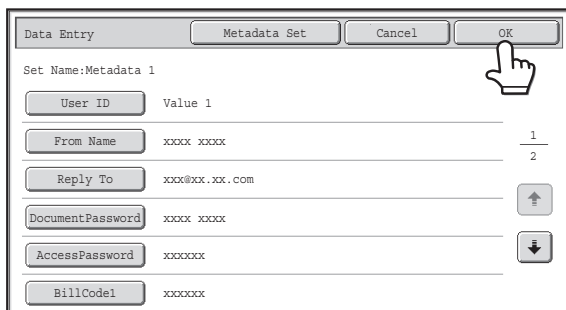 Data Entry Metadata Set Cancel OK
Set Name:Metadata 1
User ID Value 1
From Name xxxx xxxx
1
2
Reply To xxx@xx.xx.com
DocumentPassword xxxx xxxx
AccessPassword xxxxxx
BillCode1 xxxxxx